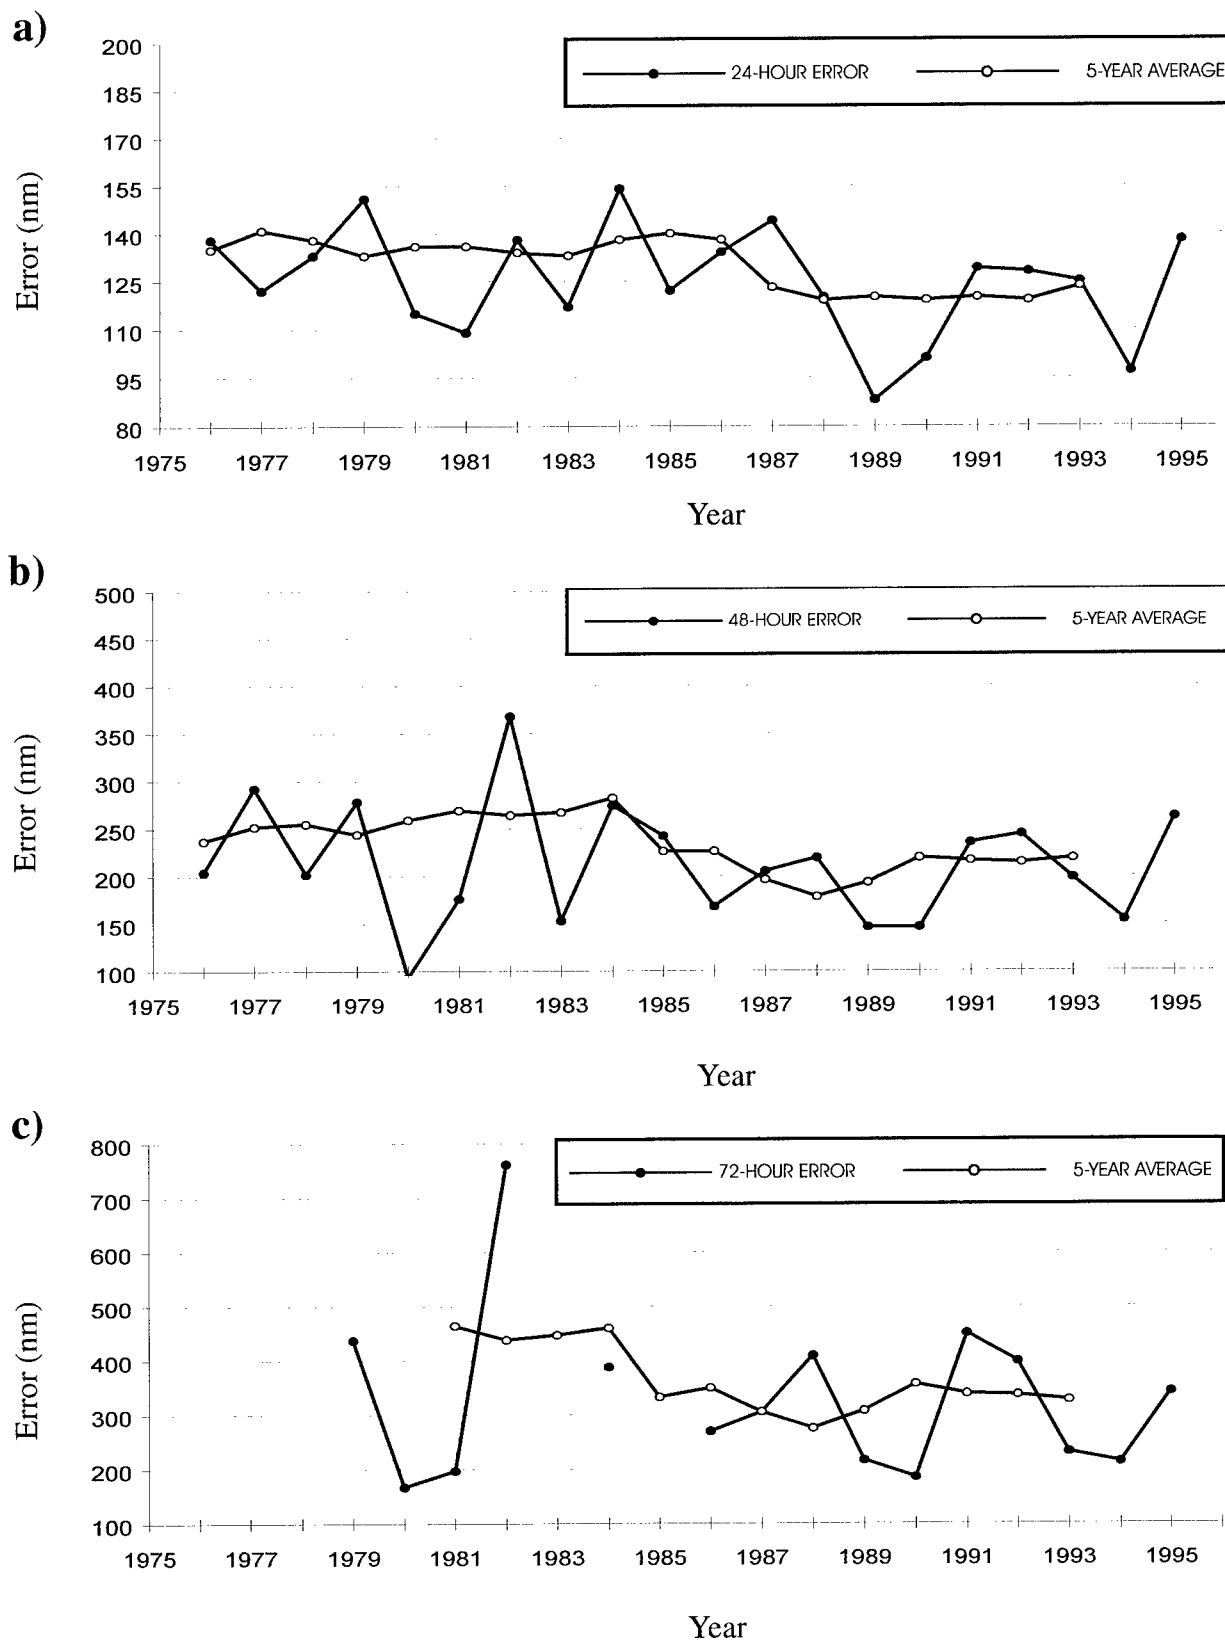 a)
200
24-HOUR ERROR 5-YEAR AVERAGE
185
170
155
140
125
110
95
80
Error (nm)
1975 1977 1979 1981 1983 1985 1987 1989 1991 1993 1995
Year
b)
500
48-HOUR ERROR 5-YEAR AVERAGE
450
400
350
300
250
200
150
100
Error (nm)
1975 1977 1979 1981 1983 1985 1987 1989 1991 1993 1995
Year
c)
800
72-HOUR ERROR 5-YEAR AVERAGE
700
600
500
400
300
200
100
Error (nm)
1975 1977 1979 1981 1983 1985 1987 1989 1991 1993 1995
Year